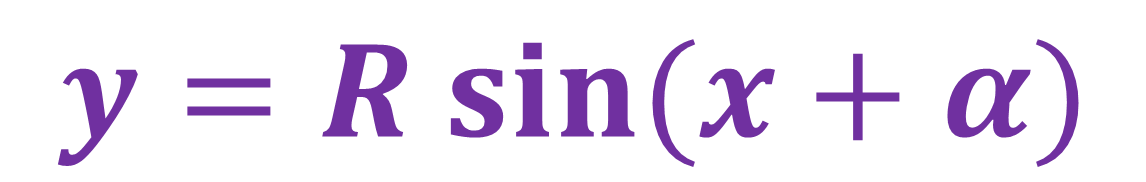 y = R sin(x + α)